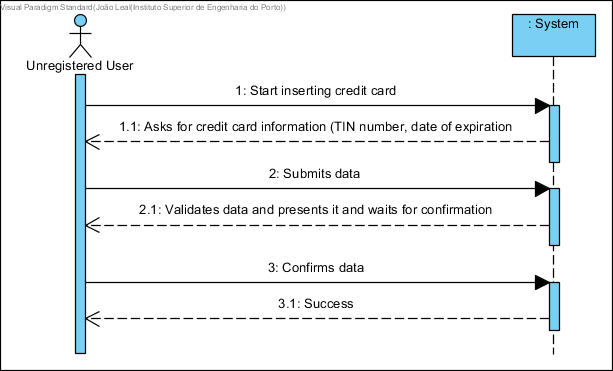 Visual Paradigm Standard(João Leal(Instituto Superior de Engenharia do Porto))
: System
Unregistered User
1: Start inserting credit card
1.1: Asks for credit card information (TIN number, date of expiration
2: Submits data
2.1: Validates data and presents it and waits for confirmation
3: Confirms data
3.1: Success